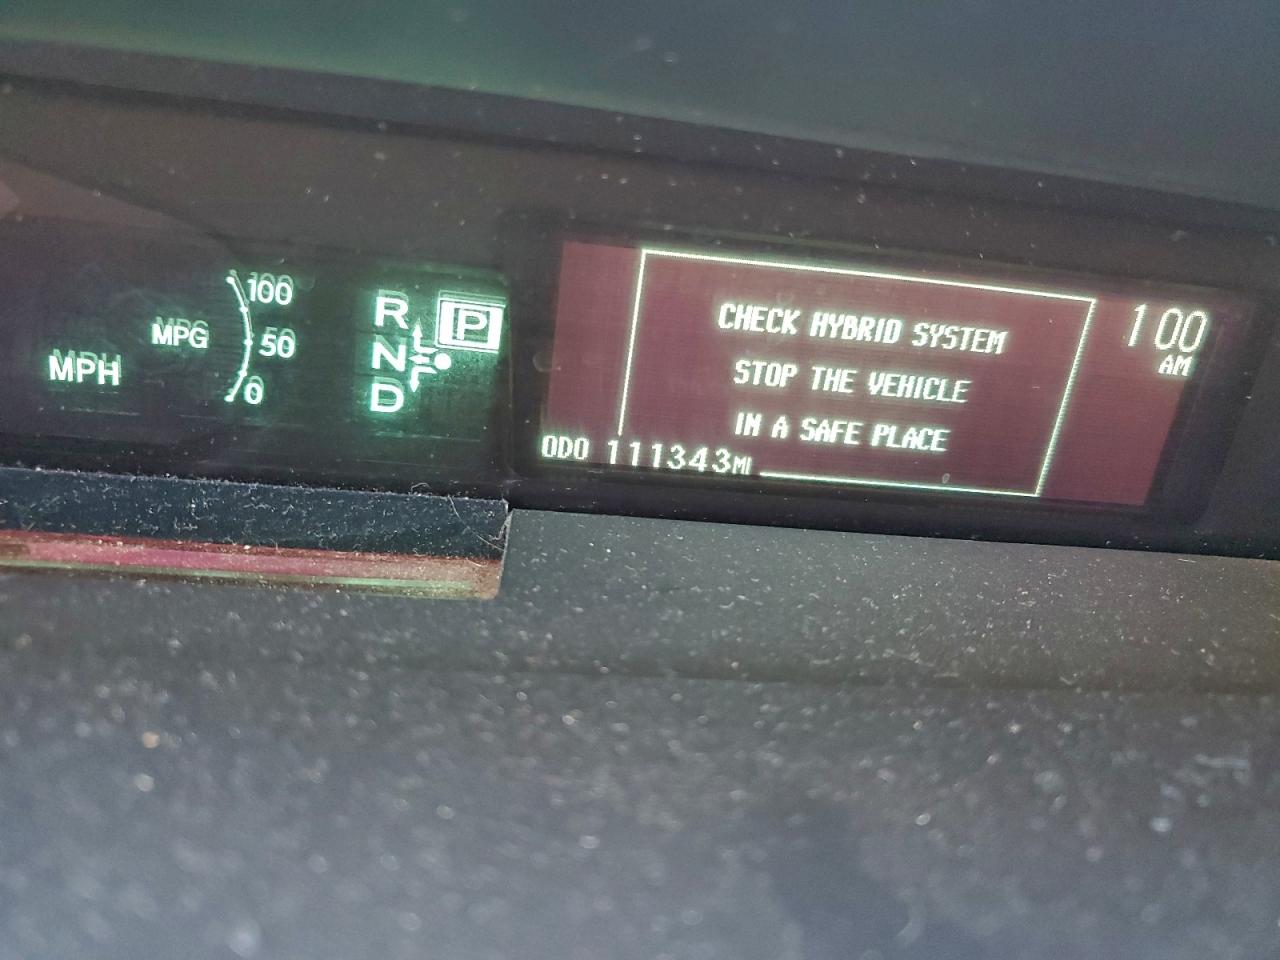 100
MPG
50
MPH
0
R
P
N
D
CHECK HYBRID SYSTEM
STOP THE VEHICLE
IN A SAFE PLACE
1 00
AM
ODO 111343MI